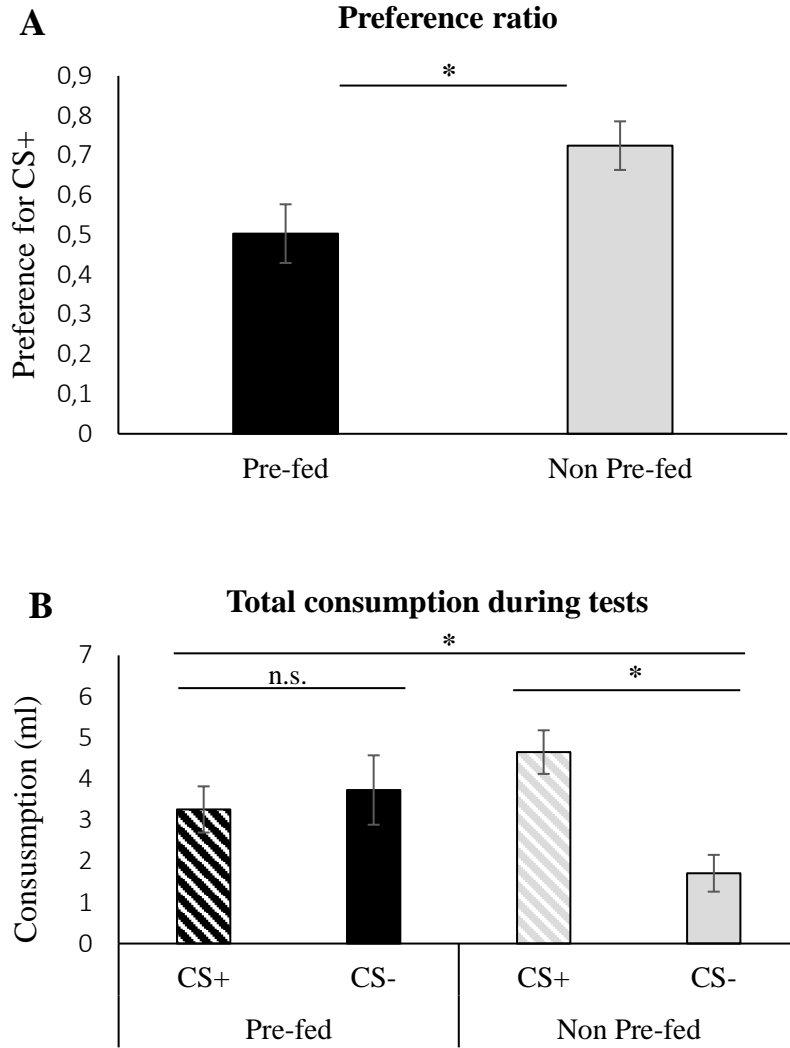 A
Preference ratio
*
0,9
0,8
0,7
0,6
0,5
0,4
0,3
0,2
0,1
0
Preference for CS+
Pre-fed Non Pre-fed
B
Total consumption during tests
*
n.s.
*
7
6
5
4
3
2
1
0
Consusmption (ml)
CS+ CS- CS+ CS-
Pre-fed Non Pre-fed